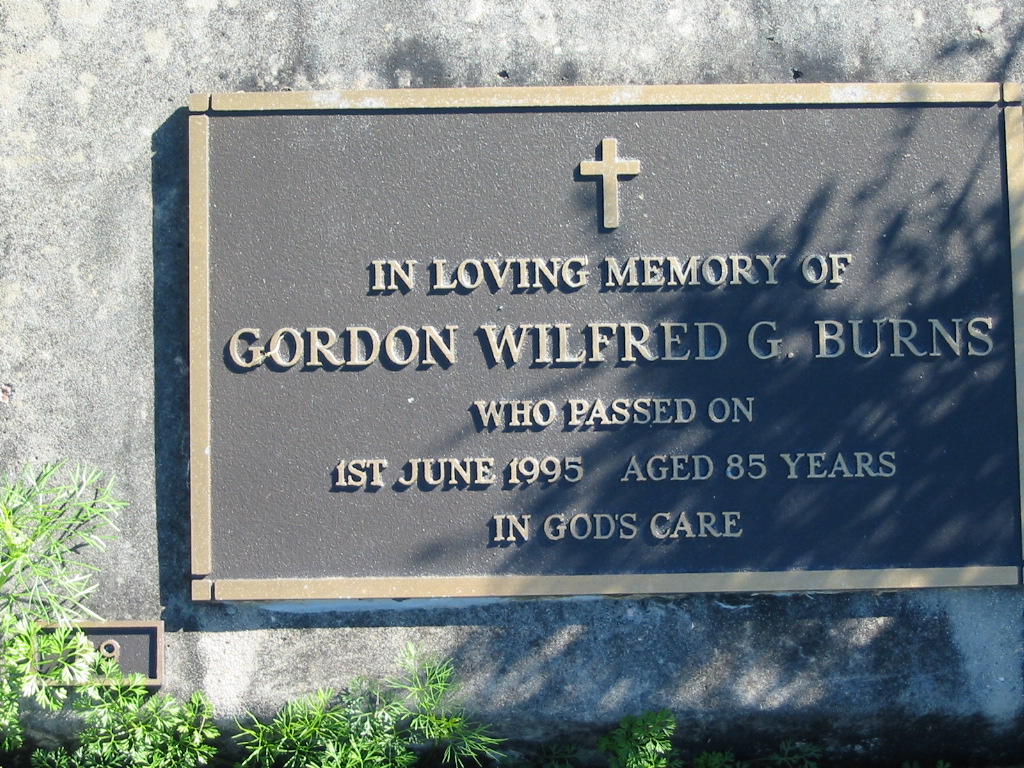 IN LOVING MEMORY OF
GORDON WILFRED G. BURNS
WHO PASSED ON
1ST JUNE 1995 AGED 85 YEARS
IN GOD'S CARE